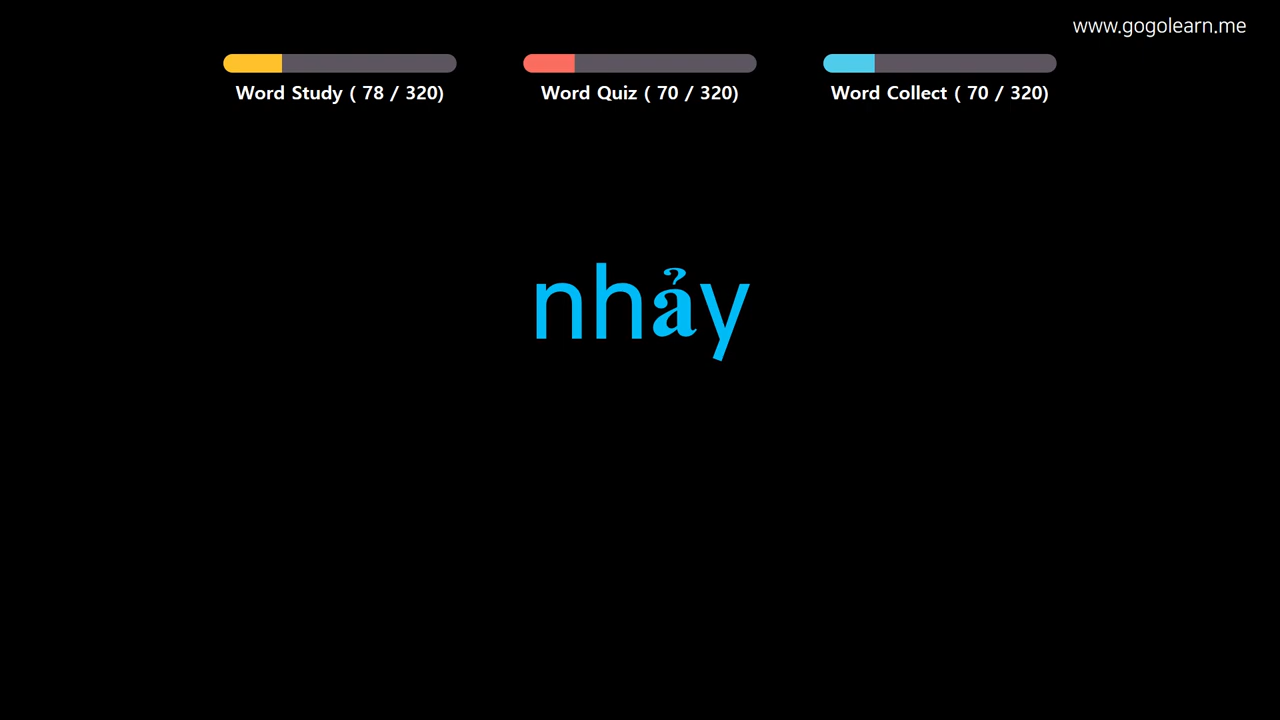 www.gogolearn.me
Word Study ( 78 / 320)
Word Quiz ( 70 / 320)
Word Collect ( 70 / 320)
nhảy